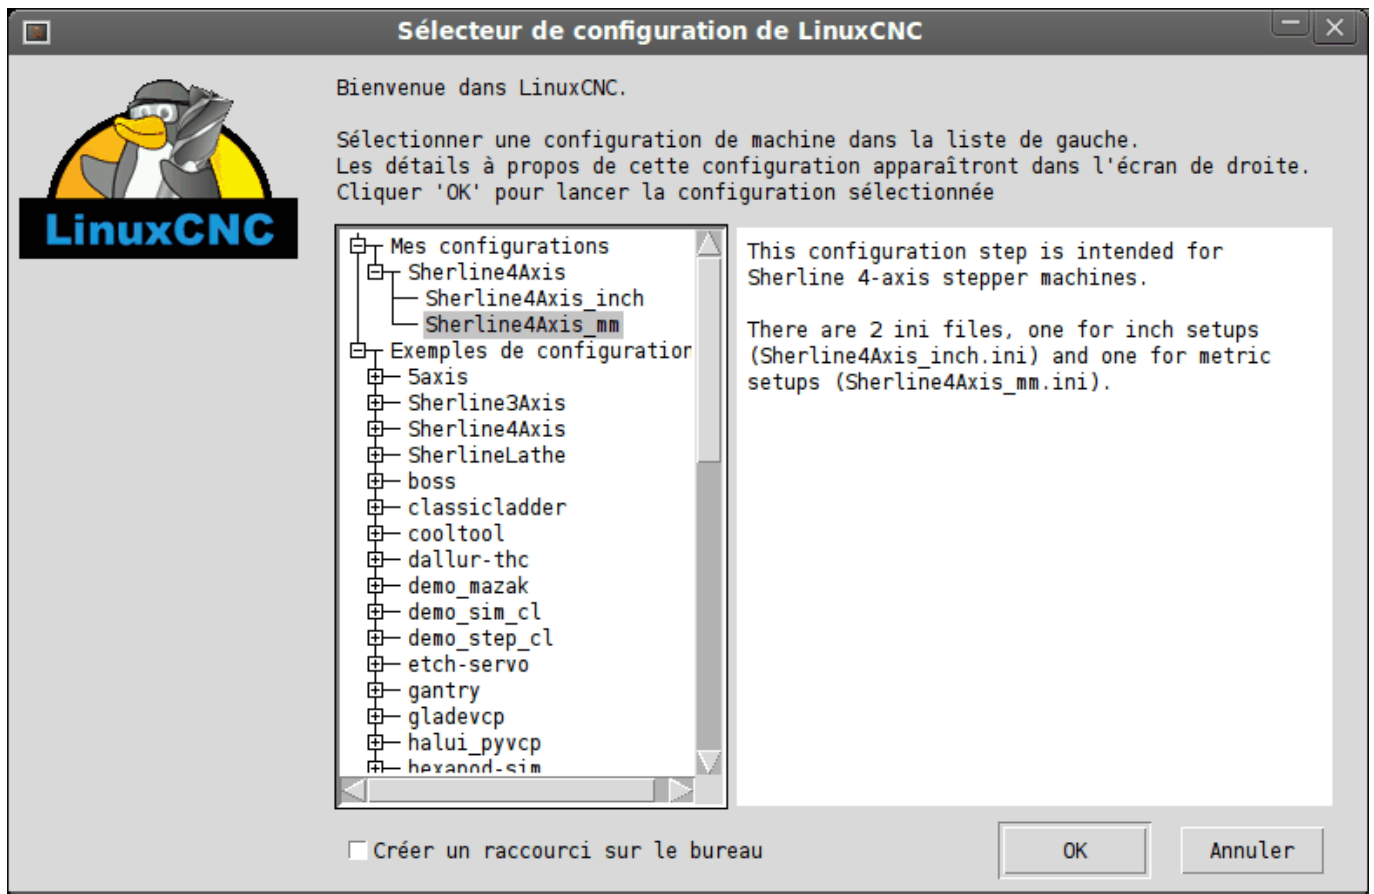 Sélecteur de configuration de LinuxCNC
LinuxCNC
Bienvenue dans LinuxCNC.
Sélectionner une configuration de machine dans la liste de gauche.
Les détails à propos de cette configuration apparaîtront dans l'écran de droite.
Cliquer 'OK' pour lancer la configuration sélectionnée
Mes configurations
Sherline4Axis
Sherline4Axis_inch
Sherline4Axis_mm
Exemples de configuration
5axis
Sherline3Axis
Sherline4Axis
SherlineLathe
boss
classicladder
cooltool
dallur-thc
demo_mazak
demo_sim_cl
demo_step_cl
etch-servo
gantry
gladevcp
halui_pyvcp
hexapod-sim
This configuration step is intended for
Sherline 4-axis stepper machines.
There are 2 ini files, one for inch setups
(Sherline4Axis_inch.ini) and one for metric
setups (Sherline4Axis_mm.ini).
Créer un raccourci sur le bureau
OK
Annuler